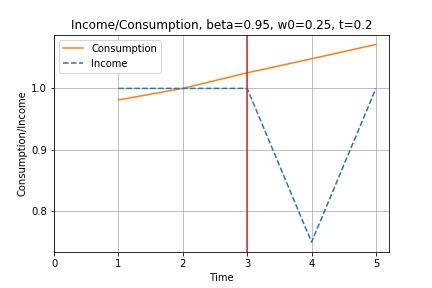 Income/Consumption, beta=0.95, w0=0.25, t=0.2
Consumption
Income
Consumption/Income
1.0
0.9
0.8
0
1
2
3
4
5
Time